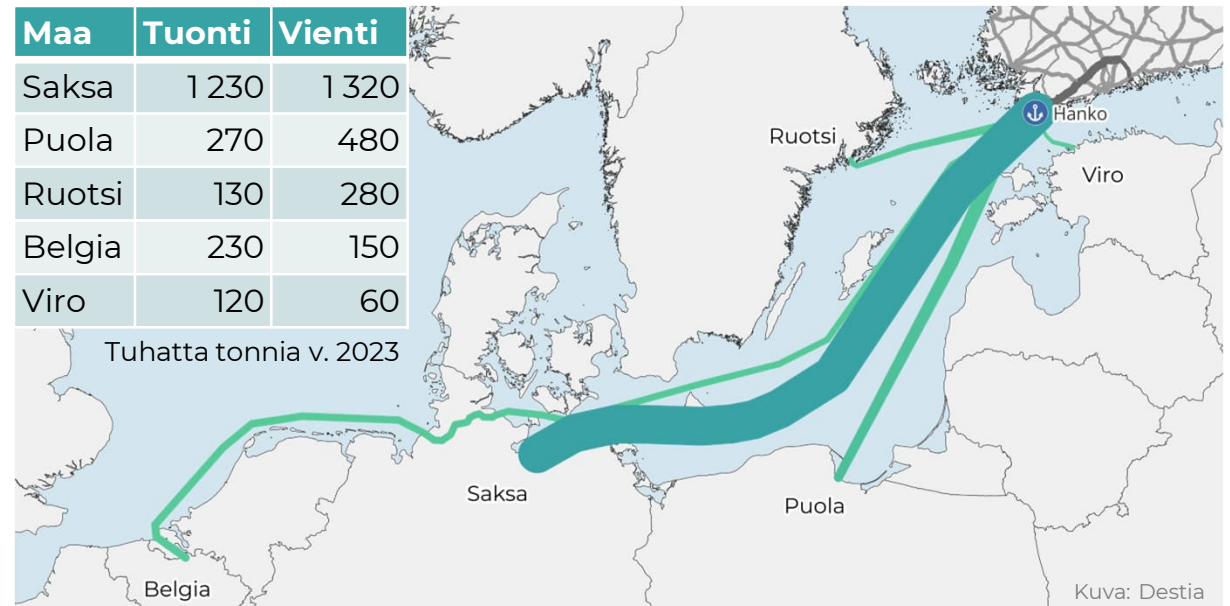 Maa Tuonti Vienti
Saksa 1 230 1 320
Puola 270 480
Ruotsi 130 280
Belgia 230 150
Viro 120 60
Tuhatta tonnia v. 2023
Hanko
Ruotsi
Viro
Saksa
Puola
Belgia
Kuva: Destia